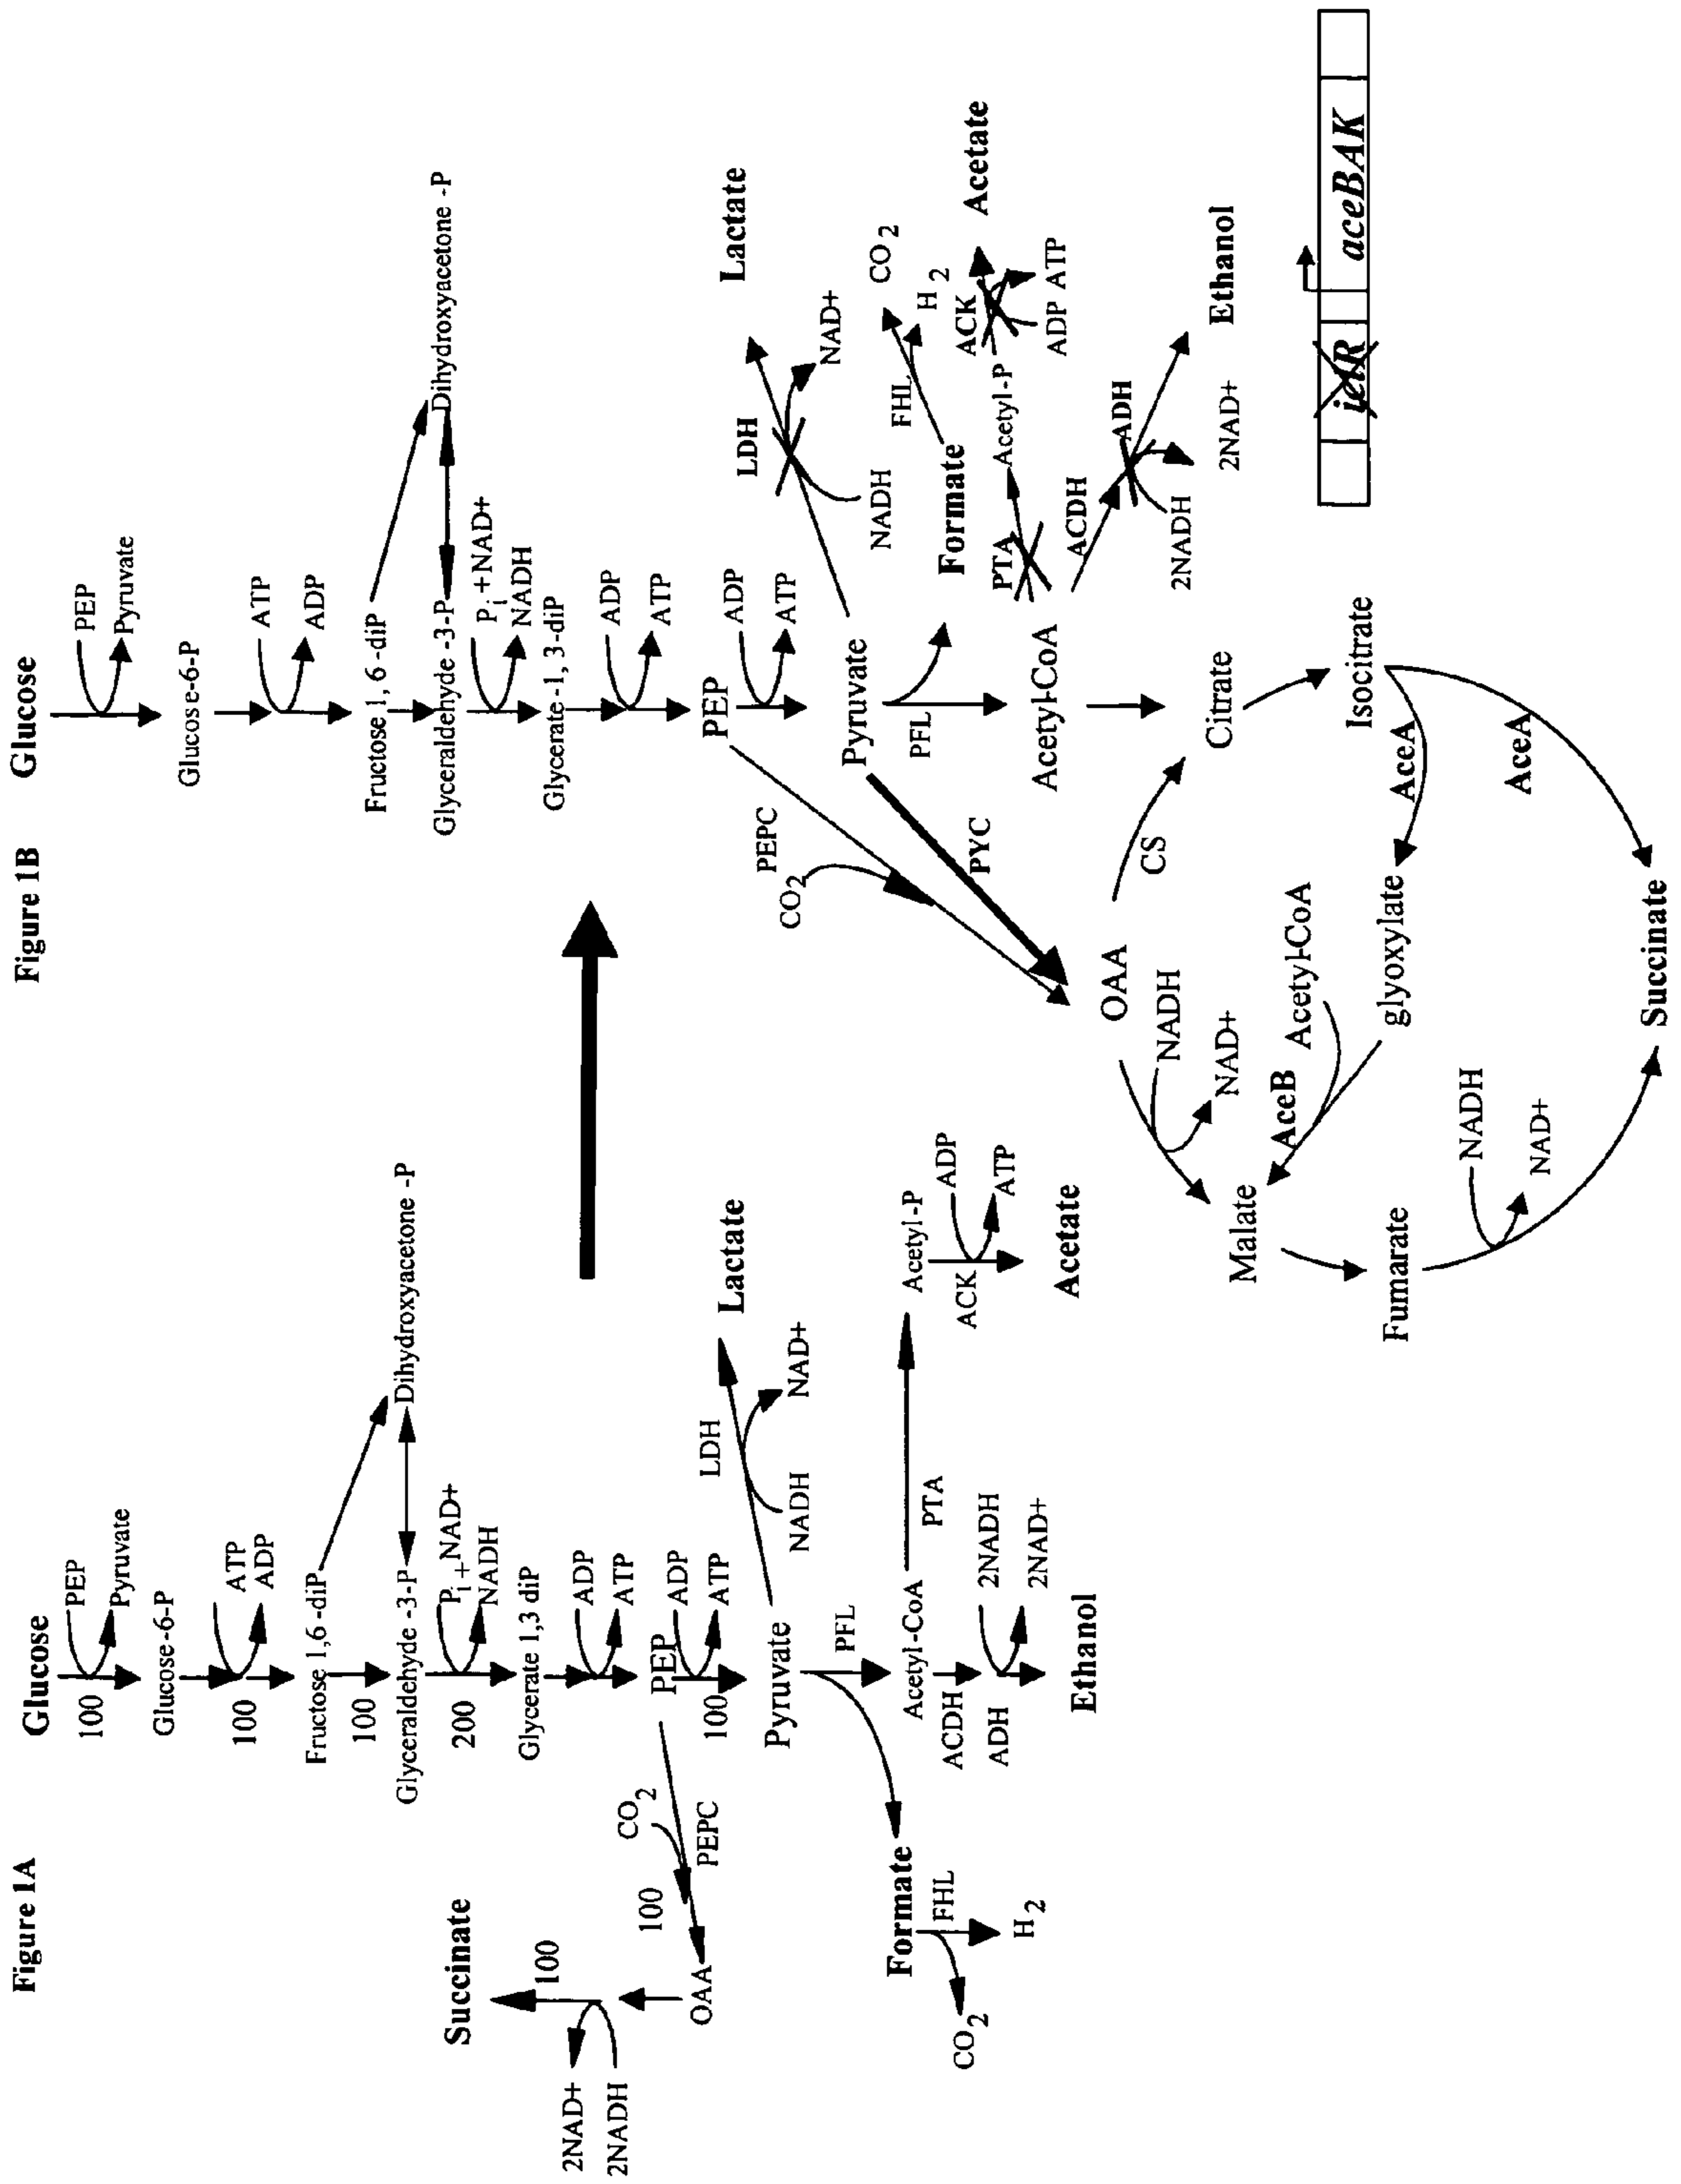 Figure 1A
Glucose
100
PEP
Pyruvate
Glucose-6-P
100
ATP
ADP
Fructose 1,6-diP
100
Dihydroxyacetone -P
Glyceraldehyde -3-P
200
Pi+NAD+
NADH
Glycerate 1,3 diP
ADP
ATP
PEP
100
ADP
ATP
CO2
PEPC
100
OAA
100
Succinate
2NAD+
2NADH
Pyruvate
LDH
NADH
NAD+
Lactate
PFL
Formate
FHL
CO2
H2
Acetyl-CoA
PTA
Acetyl-P
ACK
ADP
ATP
Acetate
ACDH
ADH
2NADH
2NAD+
Ethanol
Figure 1B
Glucose
PEP
Pyruvate
Glucose-6-P
ATP
ADP
Fructose 1,6-diP
Dihydroxyacetone -P
Glyceraldehyde -3-P
Pi+NAD+
NADH
Glycerate -1, 3-diP
ADP
ATP
PEP
ADP
ATP
PEPC
CO2
Pyruvate
PYC
LDH
NADH
NAD+
Lactate
PFL
Formate
FHL
CO2
H2
Acetyl-CoA
PTA
Acetyl-P
ACK
ADP
ATP
Acetate
ACDH
ADH
2NADH
2NAD+
Ethanol
OAA
CS
Citrate
Isocitrate
AceA
AceA
NADH
NAD+
Malate
AceB
Acetyl-CoA
glyoxylate
Fumarate
NADH
NAD+
Succinate
aceBAK